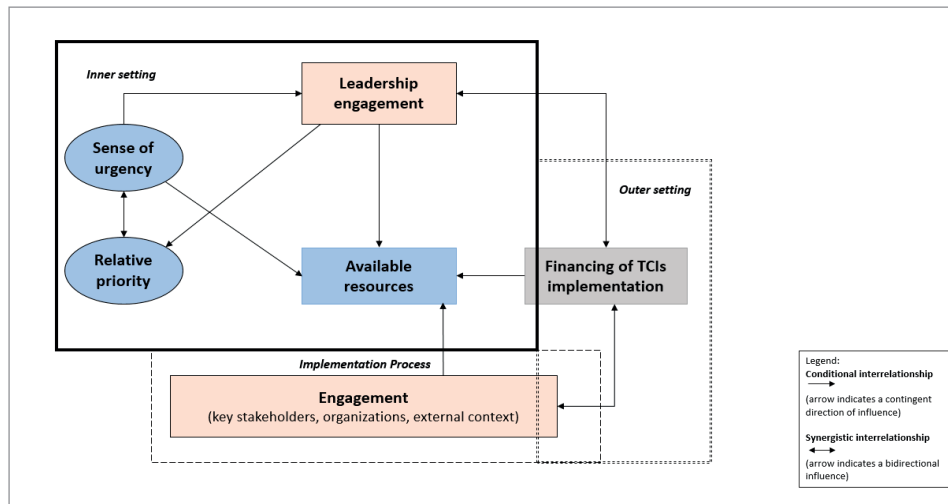 Inner setting
Leadership
engagement
Sense of
urgency
Outer setting
Relative
priority
Available
resources
Financing of TCIs
implementation
Implementation Process
Engagement
(key stakeholders, organizations, external context)
Legend:
Conditional interrelationship
(arrow indicates a contingent
direction of influence)
Synergistic interrelationship
(arrow indicates a bidirectional
influence)